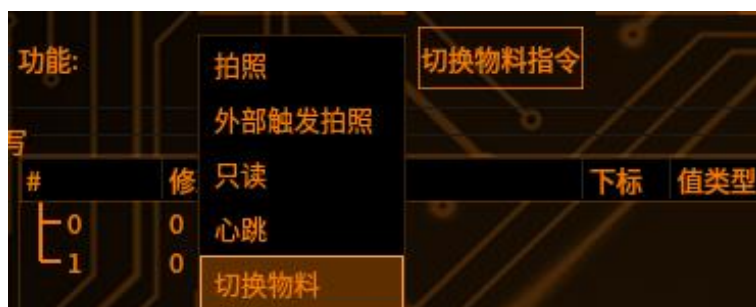 功能:
拍照
切换物料指令
外部触发拍照
写
只读
# 修 下标 值类型
心跳
0 0
1 0
切换物料